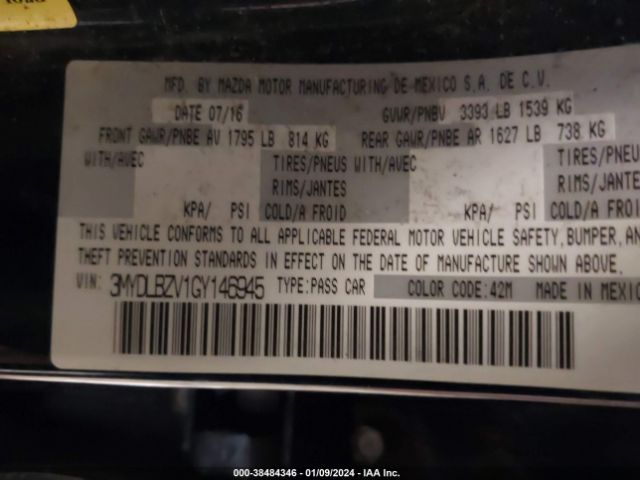 MFD. BY MAZDA MOTOR MANUFACTURING DE MEXICO S.A. DE C.V.
DATE 07/16 GVWR/PNBV 3393 LB 1539 KG
FRONT GAWR/PNBE AV 1795 LB 814 KG REAR GAWR/PNBE AR 1627 LB 738 KG
WITH/AVEC TIRES/PNEUS WITH/AVEC TIRES/PNEU
RIMS/JANTES RIMS/JANTE
KPA/ PSI COLD/A FROID KPA/ PSI COLD/A F
THIS VEHICLE CONFORMS TO ALL APPLICABLE FEDERAL MOTOR VEHICLE SAFETY, BUMPER, AN
THEFT PREVENTION STANDARDS IN EFFECT ON THE DATE OF MANUFACTURE SHOWN ABOVE.
VIN: 3MYDLBZV1GY146945 TYPE:PASS CAR COLOR CODE:42M MADE IN MEXIC
000-38484346 - 01/09/2024 - IAA Inc.